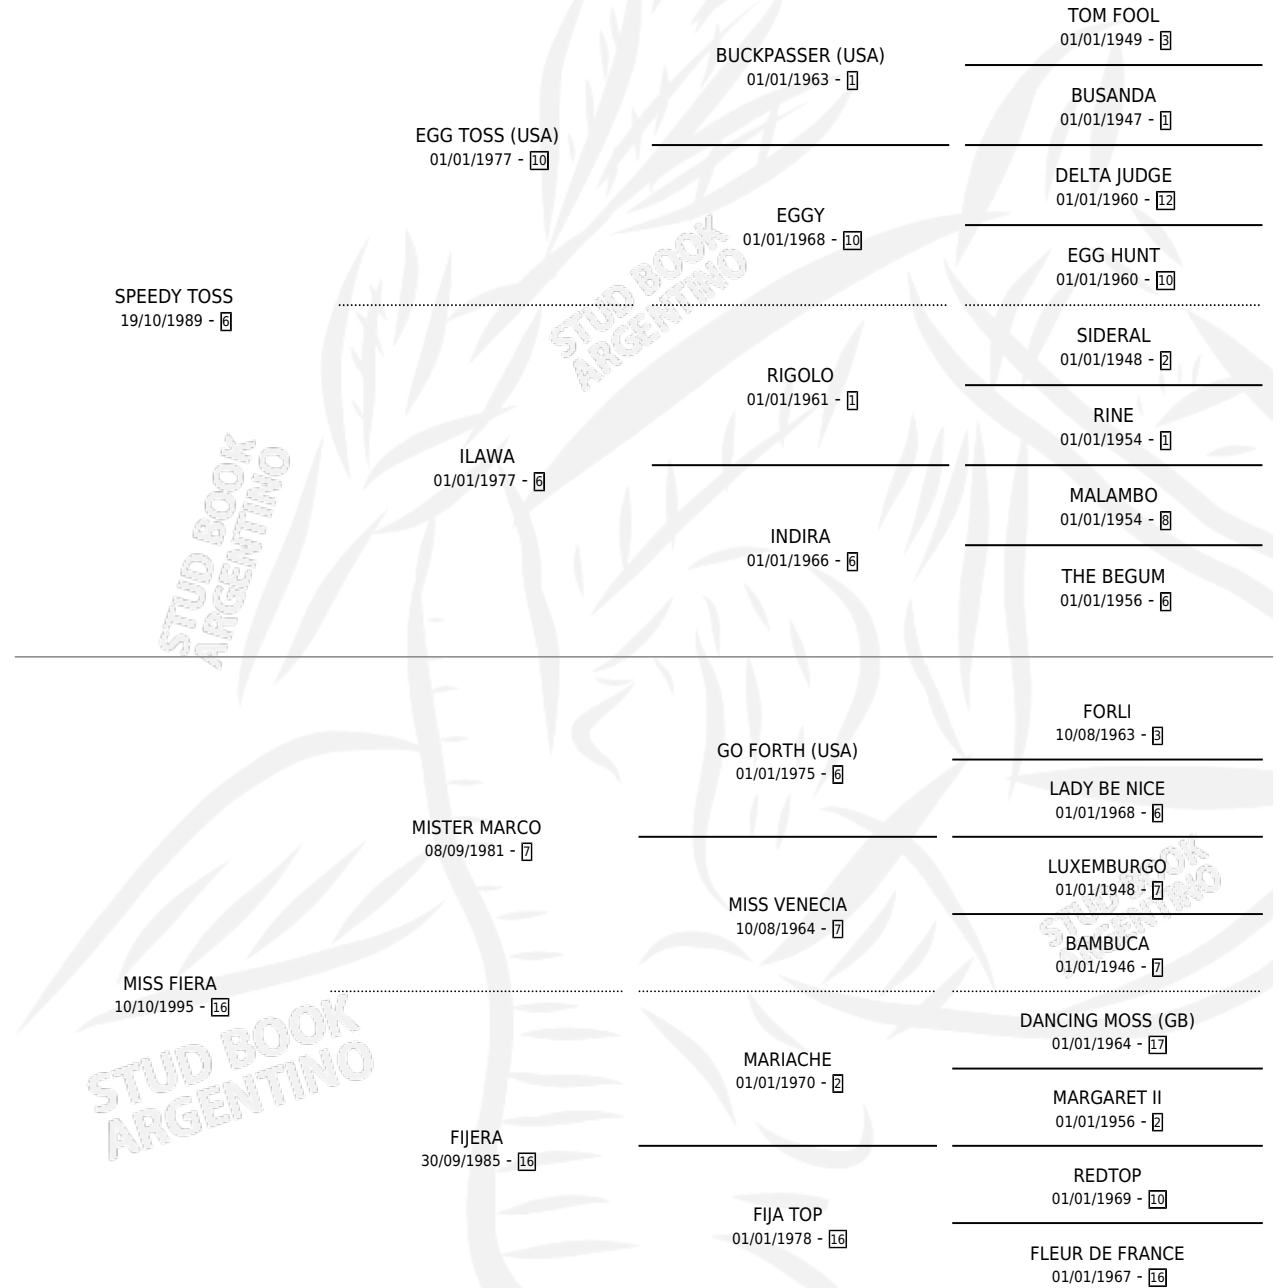 TOM FOOL
01/01/1949 - 3
BUCKPASSER (USA)
01/01/1963 - 1
BUSANDA
01/01/1947 - 1
EGG TOSS (USA)
01/01/1977 - 10
DELTA JUDGE
01/01/1960 - 12
EGGY
01/01/1968 - 10
EGG HUNT
01/01/1960 - 10
SPEEDY TOSS
19/10/1989 - 6
STUD BOOK
ARGENTINO
SIDERAL
01/01/1948 - 2
RIGOLO
01/01/1961 - 1
RINE
01/01/1954 - 1
ILAWA
01/01/1977 - 6
MALAMBO
01/01/1954 - 8
INDIRA
01/01/1966 - 6
THE BEGUM
01/01/1956 - 6
STUD BOOK
ARGENTINO
FORLI
10/08/1963 - 3
GO FORTH (USA)
01/01/1975 - 6
LADY BE NICE
01/01/1968 - 6
MISTER MARCO
08/09/1981 - 7
LUXEMBURGO
01/01/1948 - 7
MISS VENECIA
10/08/1964 - 7
BAMBUCA
01/01/1946 - 7
STUD BOOK
ARGENTINO
MISS FIERA
10/10/1995 - 16
DANCING MOSS (GB)
01/01/1964 - 17
MARIACHE
01/01/1970 - 2
MARGARET II
01/01/1956 - 2
STUD BOOK
ARGENTINO
FIJERA
30/09/1985 - 16
REDTOP
01/01/1969 - 10
FIJA TOP
01/01/1978 - 16
FLEUR DE FRANCE
01/01/1967 - 16